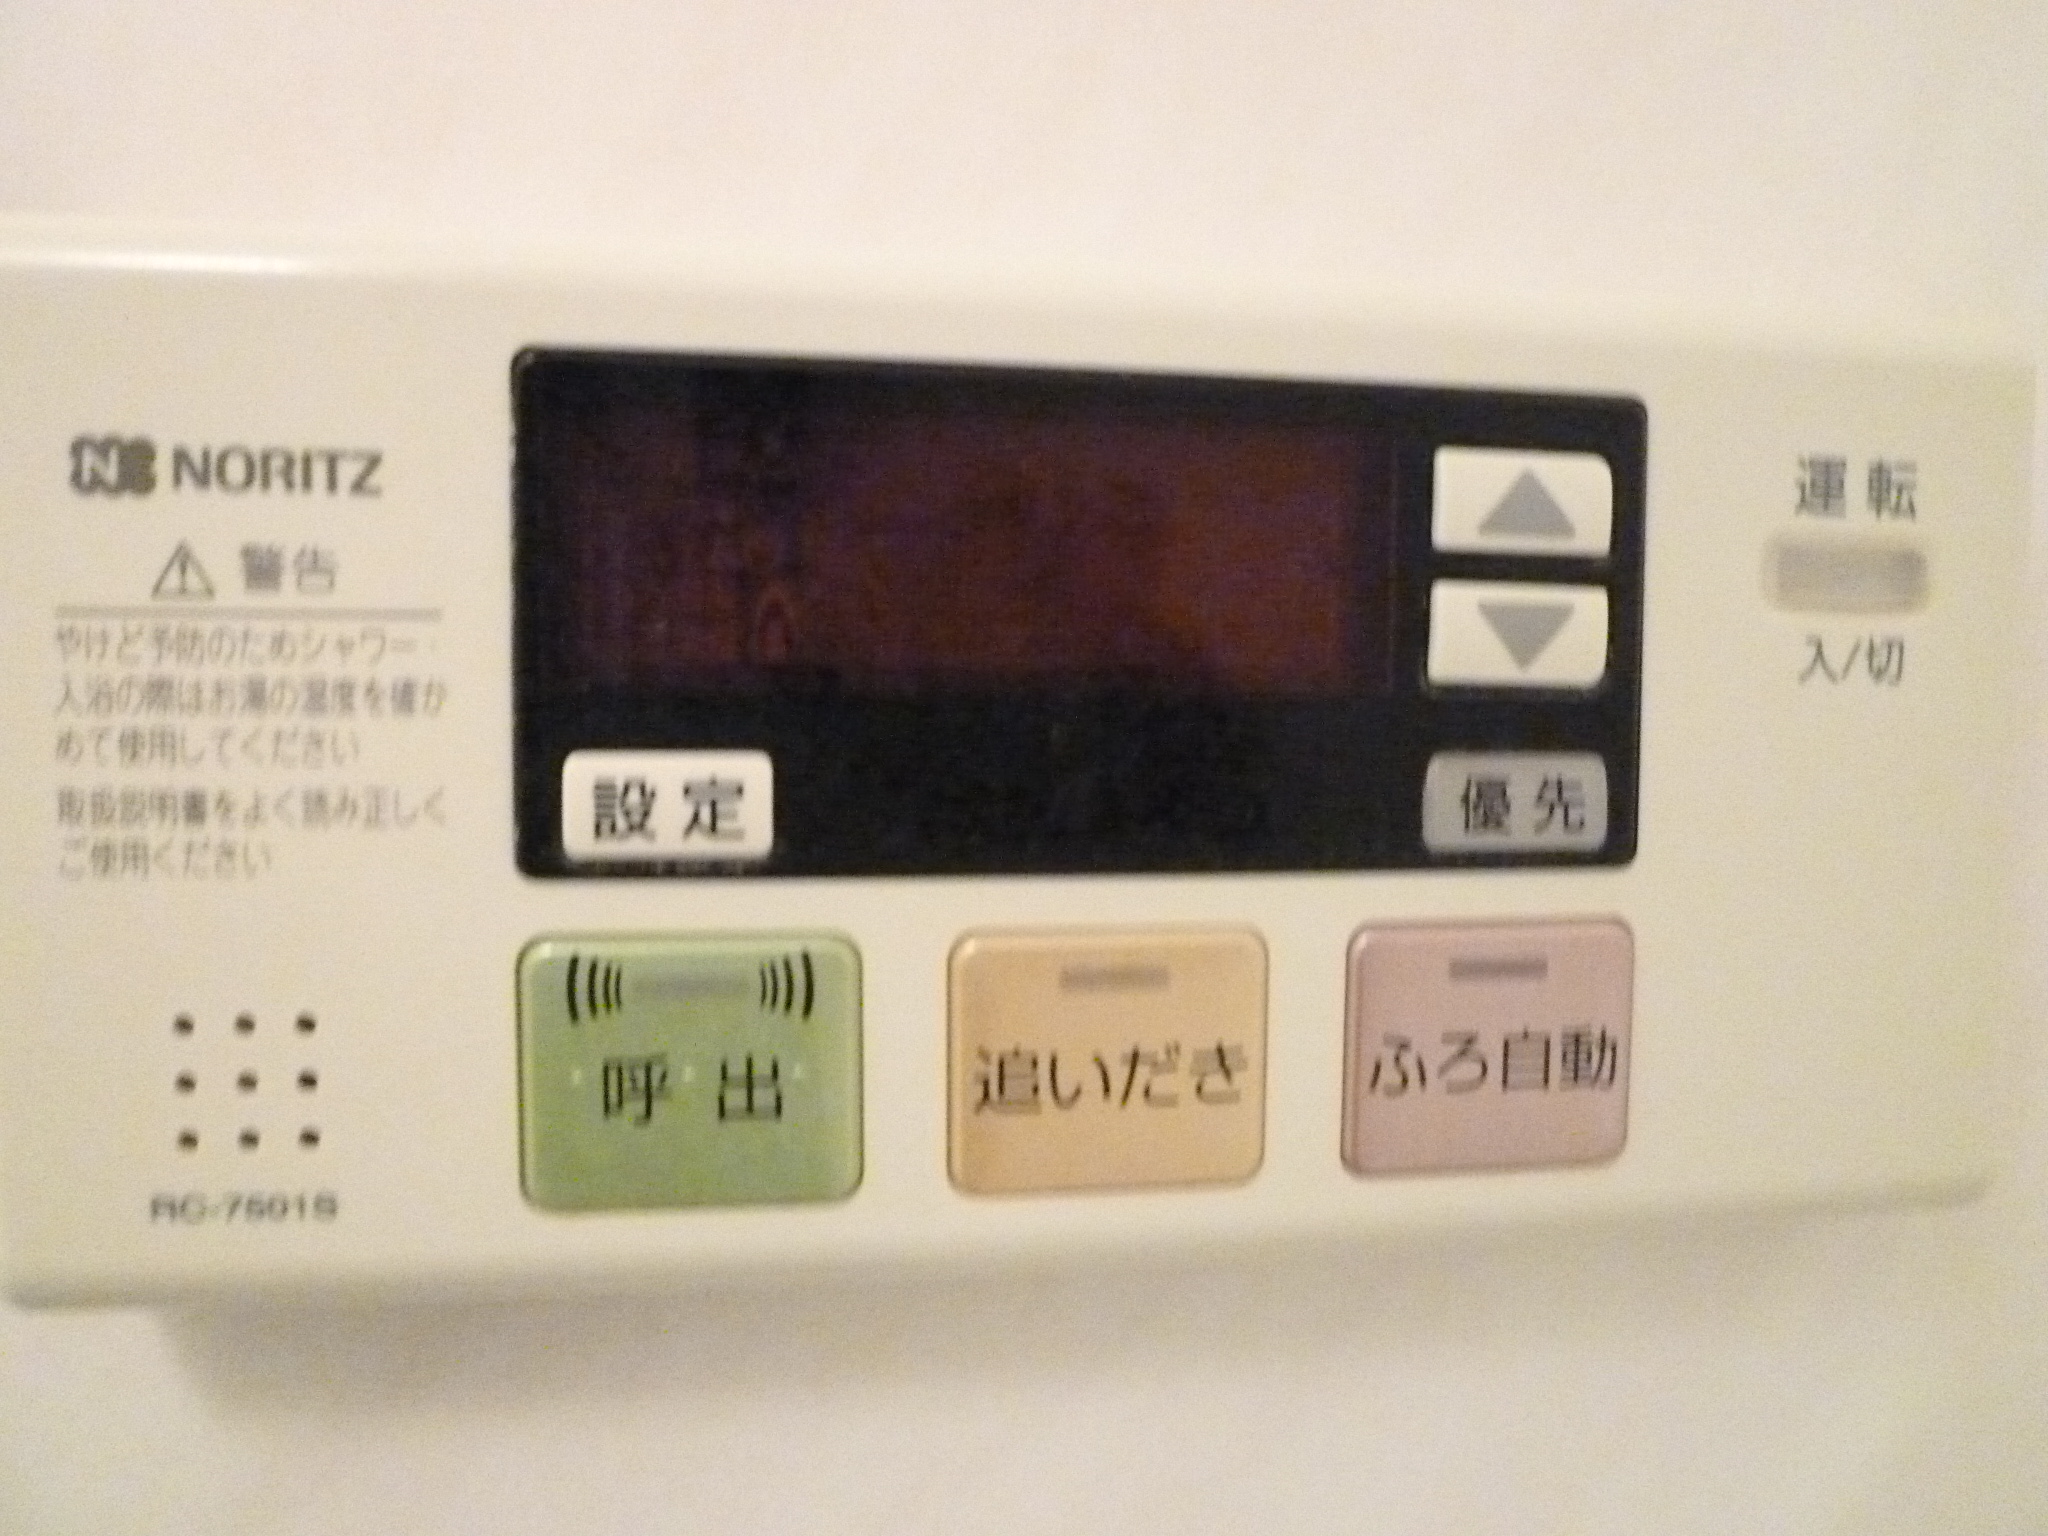 NORITZ
警告
やけど予防のためシャワー・
入浴の際はお湯の温度を確か
めて使用してください
取扱説明書をよく読み正しく
ご使用ください
RC-7501S
設定
優先
運転
入/切
呼出
追いだき
ふろ自動